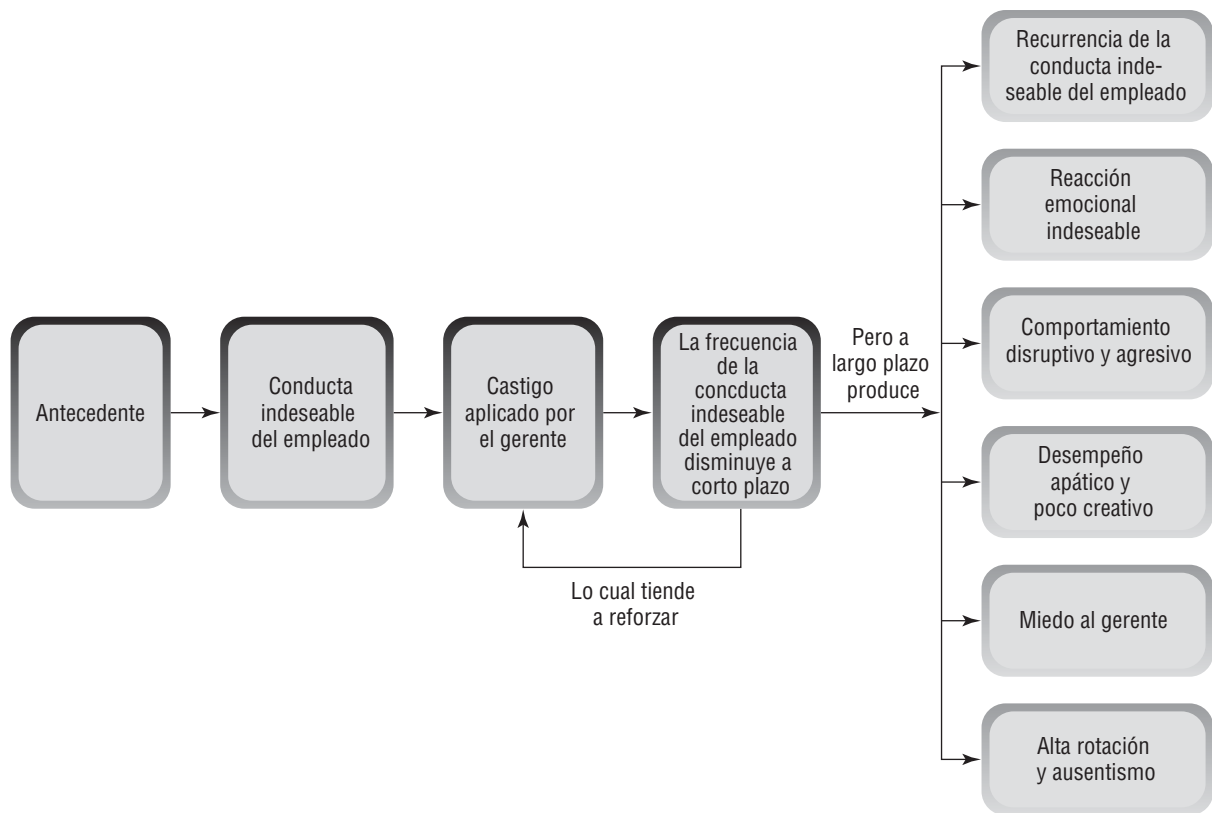 Antecedente
Conducta
indeseable
del empleado
Castigo
aplicado por
el gerente
La frecuencia
de la
concducta
indeseable
del empleado
disminuye a
corto plazo
Lo cual tiende
a reforzar
Pero a
largo plazo
produce
Recurrencia de la
conducta inde-
seable del empleado
Reacción
emocional
indeseable
Comportamiento
disruptivo y agresivo
Desempeño
apático y
poco creativo
Miedo al gerente
Alta rotación
y ausentismo